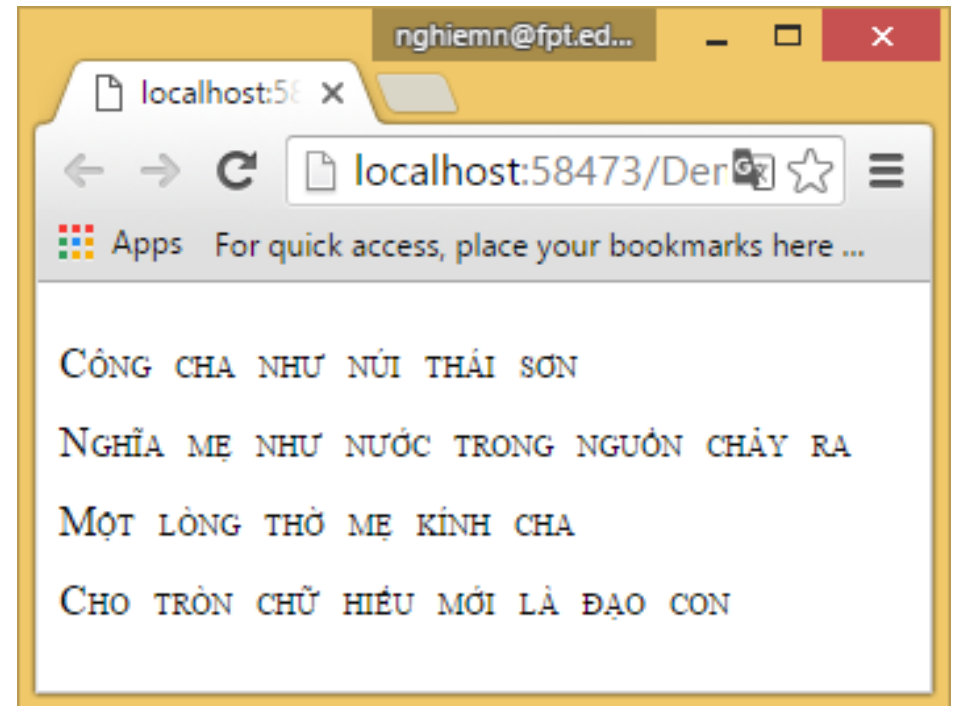 nghiemn@fpt.ed...
localhost:58
localhost:58473/Der
Apps For quick access, place your bookmarks here ...
Công cha như núi thái sơn
Nghĩa mẹ như nước trong nguồn chảy ra
Một lòng thờ mẹ kính cha
Cho tròn chữ hiếu mới là đạo con